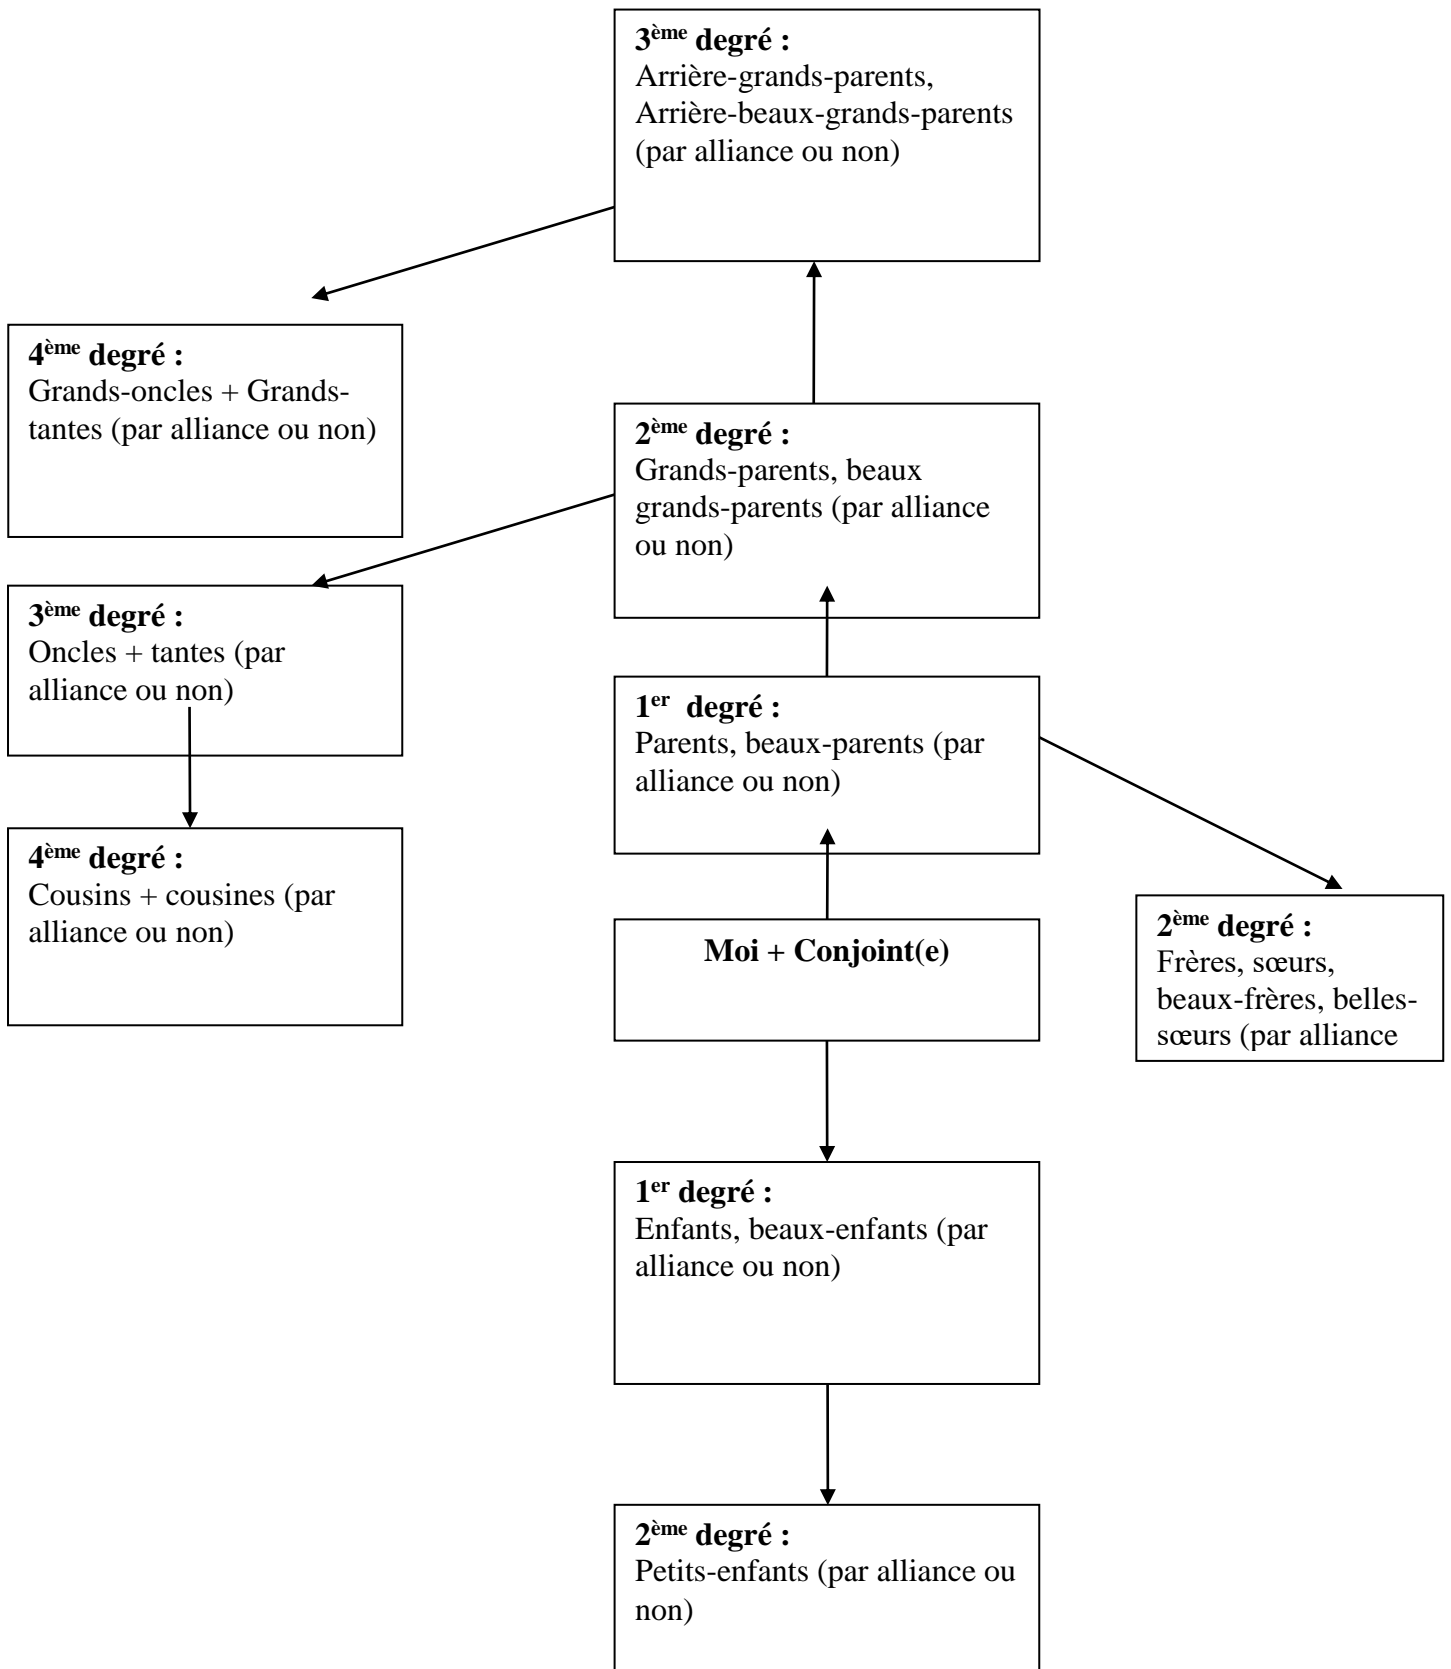 3ème degré :
Arrière-grands-parents,
Arrière-beaux-grands-parents
(par alliance ou non)
4ème degré :
Grands-oncles + Grands-
tantes (par alliance ou non)
2ème degré :
Grands-parents, beaux
grands-parents (par alliance
ou non)
3ème degré :
Oncles + tantes (par
alliance ou non)
1er degré :
Parents, beaux-parents (par
alliance ou non)
4ème degré :
Cousins + cousines (par
alliance ou non)
Moi + Conjoint(e)
2ème degré :
Frères, sœurs,
beaux-frères, belles-
sœurs (par alliance
1er degré :
Enfants, beaux-enfants (par
alliance ou non)
2ème degré :
Petits-enfants (par alliance ou
non)